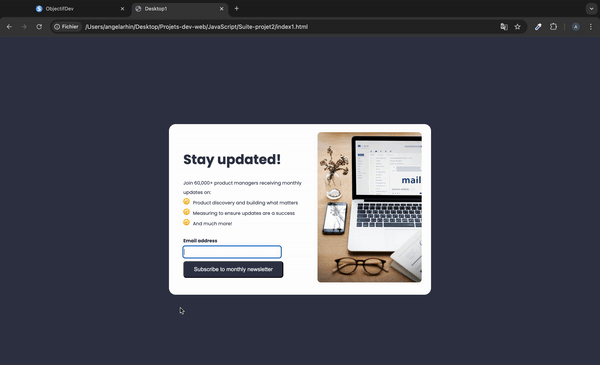 ObjectifDev
Desktop1
Fichier /Users/angelarhin/Desktop/Projets-dev-web/JavaScript/Suite-projet2/index1.html
Stay updated!
Join 60,000+ product managers receiving monthly
updates on:
Product discovery and building what matters
Measuring to ensure updates are a success
And much more!
Email address
Subscribe to monthly newsletter
mail